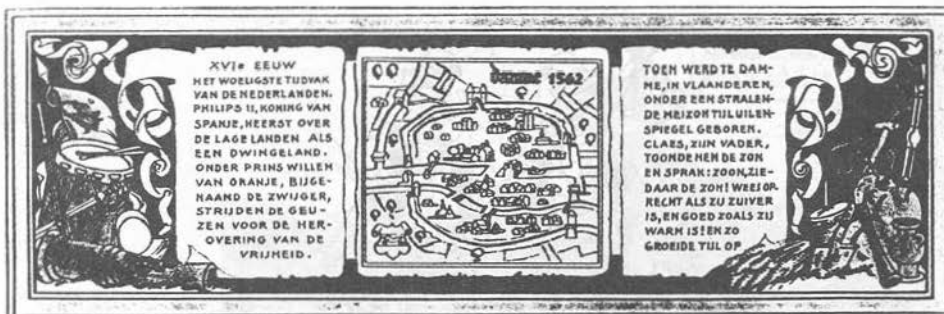 XVIe EEUW
HET WOELIGSTE TIJDVAK
VAN DE NEDERLANDEN.
PHILIPS II, KONING VAN
SPANJE, HEERST OVER
DE LAGE LANDEN ALS
EEN DWINGELAND.
ONDER PRINS WILLEM
VAN ORANJE, BIJGE-
NAAMD DE ZWIJGER,
STRIJDEN DE GEU-
ZEN VOOR DE HER-
OVERING VAN DE
VRIJHEID.
Damme 1562
TOEN WERD TE DAM-
ME, IN VLAANDEREN,
ONDER EEN STRALEN-
DE MEIZON TIJL UILEN-
SPIEGEL GEBOREN.
CLAES, ZIJN VADER,
TOONDE HEM DE ZON
EN SPRAK: ZOON, ZIE-
DAAR DE ZON! WEES OP-
RECHT ALS ZIJ ZUIVER
IS, EN GOED ZOALS ZIJ
WARM IS! EN ZO
GROEIDE TIJL OP